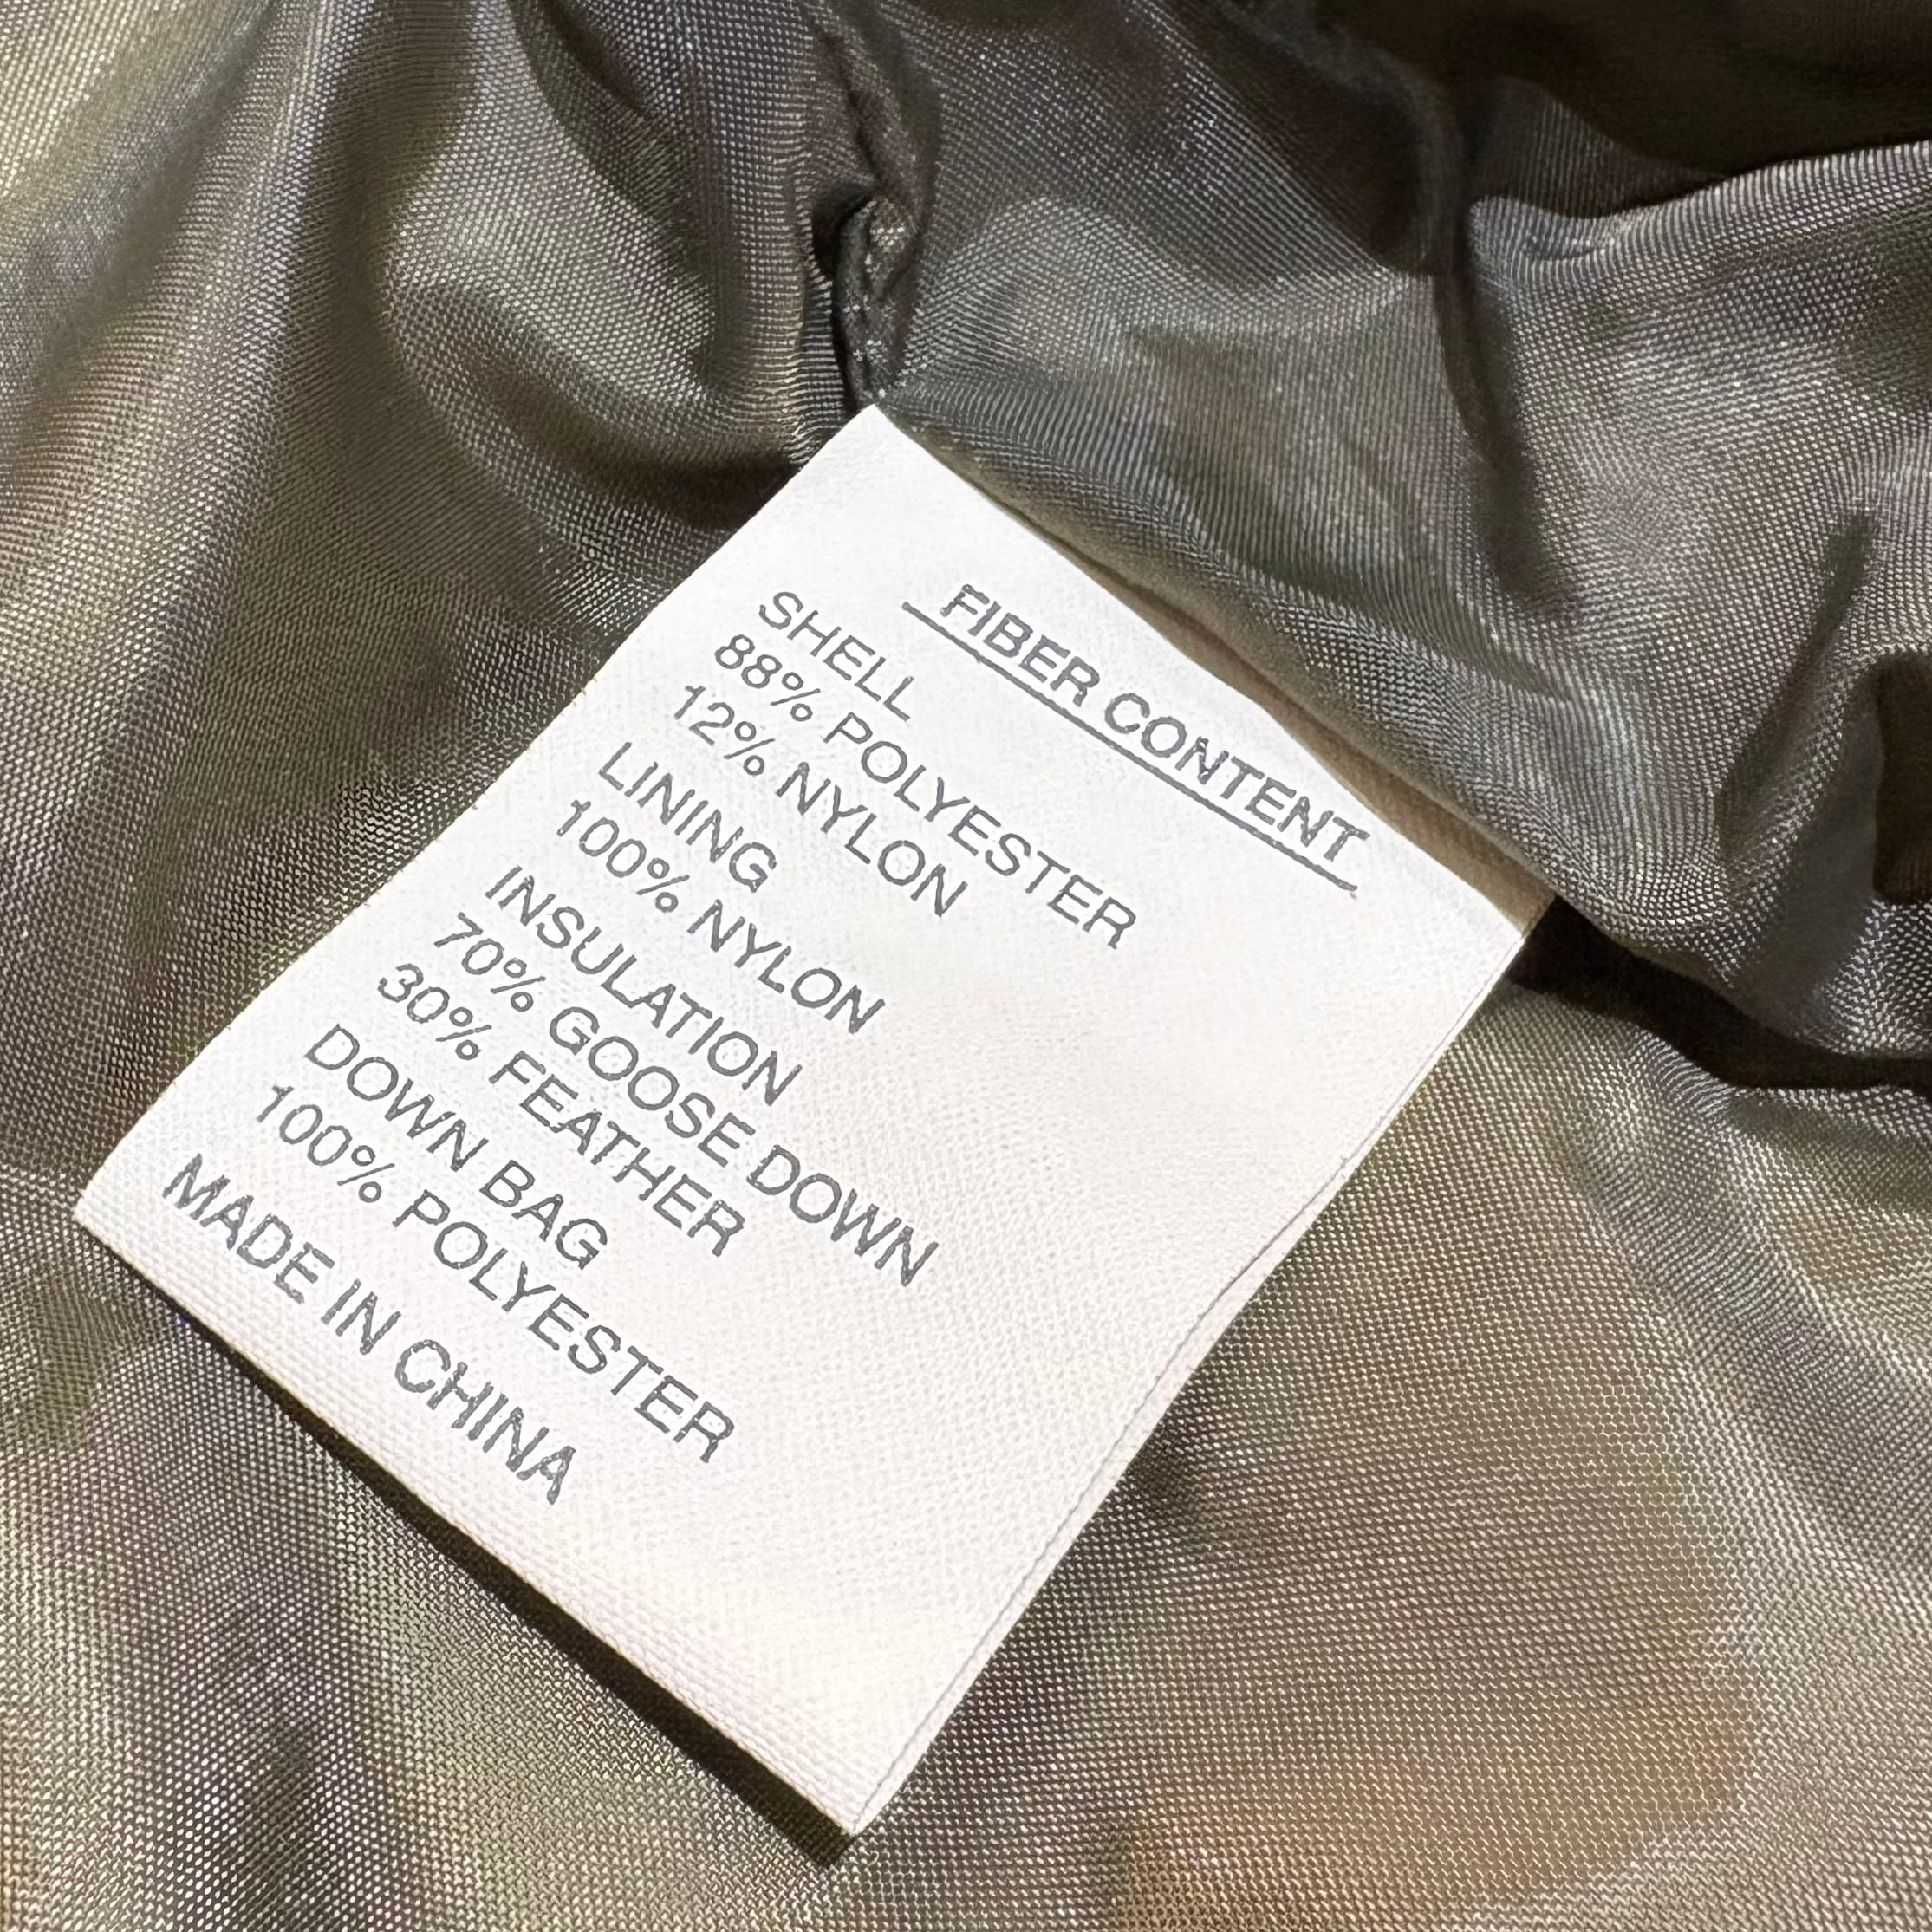 FIBER CONTENT
SHELL
88% POLYESTER
12% NYLON
LINING
100% NYLON
INSULATION
70% GOOSE DOWN
30% FEATHER
DOWN BAG
100% POLYESTER
MADE IN CHINA